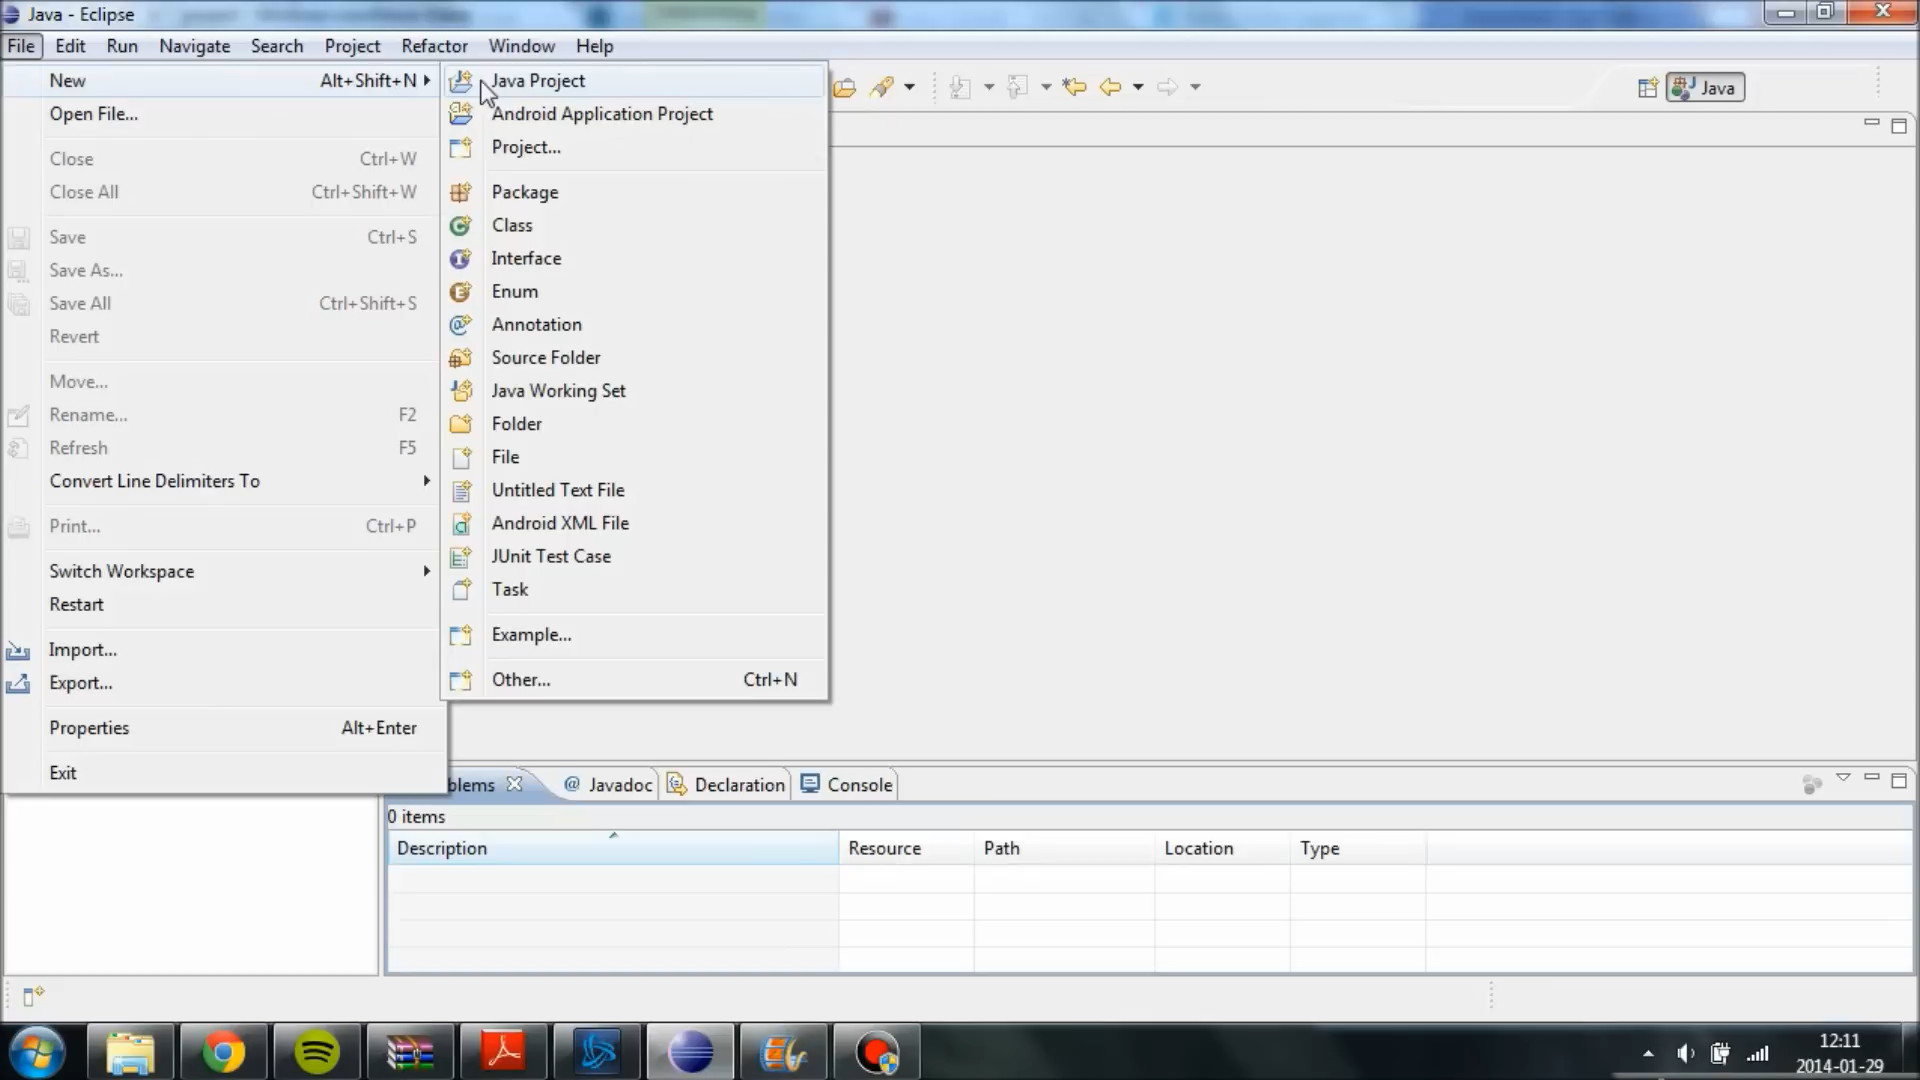 Java - Eclipse
File Edit Run Navigate Search Project Refactor Window Help
New Alt+Shift+N
Open File...
Close Ctrl+W
Close All Ctrl+Shift+W
Save Ctrl+S
Save As...
Save All Ctrl+Shift+S
Revert
Move...
Rename... F2
Refresh F5
Convert Line Delimiters To
Print... Ctrl+P
Switch Workspace
Restart
Import...
Export...
Properties Alt+Enter
Exit
Java Project
Android Application Project
Project...
Package
Class
Interface
Enum
Annotation
Source Folder
Java Working Set
Folder
File
Untitled Text File
Android XML File
JUnit Test Case
Task
Example...
Other... Ctrl+N
Java
blems @ Javadoc Declaration Console
0 items
Description Resource Path Location Type
12:11
2014-01-29